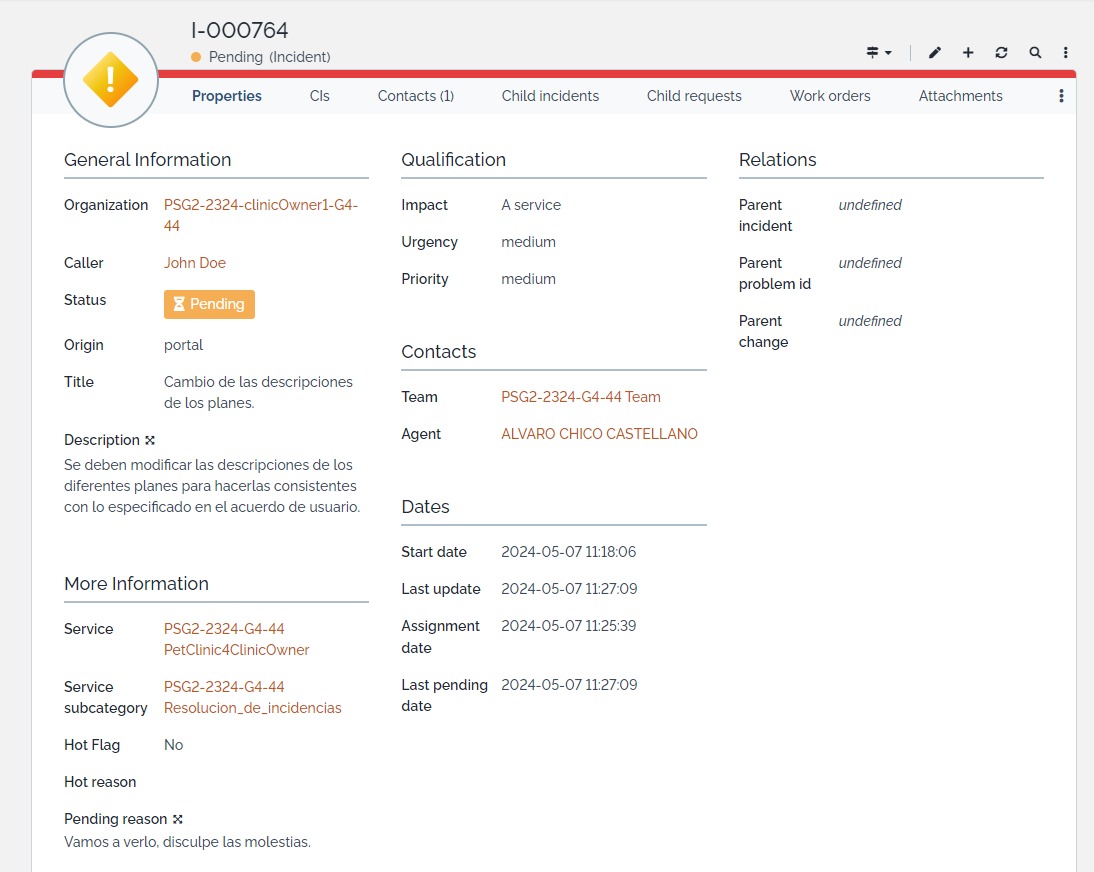 I-000764
Pending (Incident)
Properties
CIs
Contacts (1)
Child incidents
Child requests
Work orders
Attachments
General Information
Organization
PSG2-2324-clinicOwner1-G4-
44
Caller
John Doe
Status
Pending
Origin
portal
Title
Cambio de las descripciones
de los planes.
Description
Se deben modificar las descripciones de los
diferentes planes para hacerlas consistentes
con lo especificado en el acuerdo de usuario.
More Information
Service
PSG2-2324-G4-44
PetClinic4ClinicOwner
Service
subcategory
PSG2-2324-G4-44
Resolucion_de_incidencias
Hot Flag
No
Hot reason
Pending reason
Vamos a verlo, disculpe las molestias.
Qualification
Impact
A service
Urgency
medium
Priority
medium
Contacts
Team
PSG2-2324-G4-44 Team
Agent
ALVARO CHICO CASTELLANO
Dates
Start date
2024-05-07 11:18:06
Last update
2024-05-07 11:27:09
Assignment
date
2024-05-07 11:25:39
Last pending
date
2024-05-07 11:27:09
Relations
Parent
incident
undefined
Parent
problem id
undefined
Parent
change
undefined